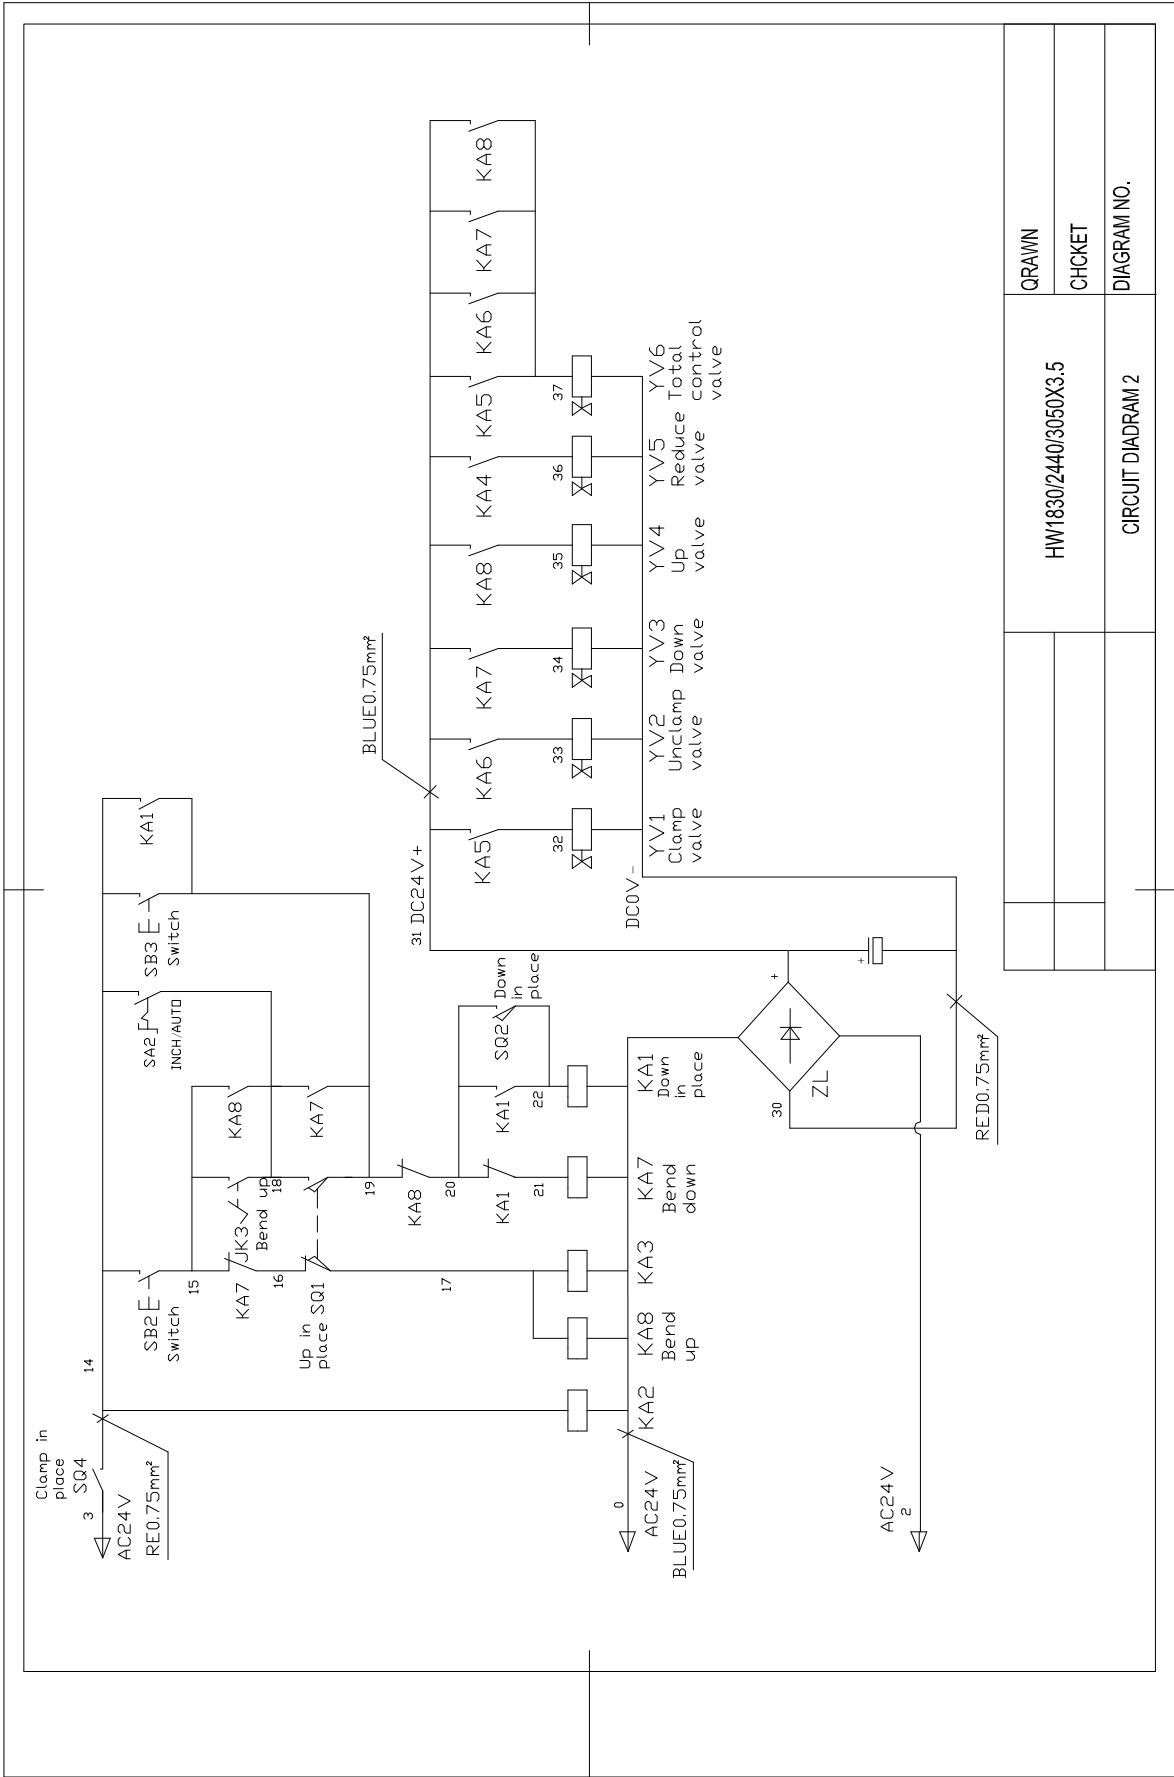 Clamp in
place
SQ4
3
AC24V
RE0.75mm²
14
SB2
Switch
15
KA7
16
Up in
place SQ1
17
JK3
Bend up
18
KA8
KA7
19
SA2
INCH/AUTO
SB3
Switch
KA1
KA8
20
KA1
21
KA1
22
SQ2
Down
in
place
0
AC24V
BLUE0.75mm²
KA2
KA8
Bend
up
KA3
KA7
Bend
down
KA1
Down
in
place
AC24V
2
30
ZL
+
+
RED0.75mm²
31 DC24V+
DC0V-
BLUE0.75mm²
KA5
KA6
KA7
KA8
KA4
KA5
KA6
KA7
KA8
32
33
34
35
36
37
YV1
Clamp
valve
YV2
Unclamp
valve
YV3
Down
valve
YV4
Up
valve
YV5
Reduce
valve
YV6
Total
control
valve
HW1830/2440/3050X3.5
CIRCUIT DIADRAM 2
QRAWN
CHCKET
DIAGRAM NO.